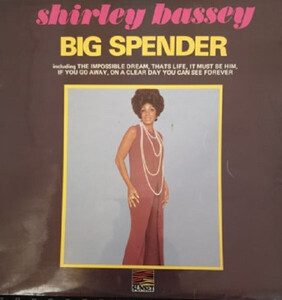 shirley bassey
BIG SPENDER
including THE IMPOSSIBLE DREAM, THATS LIFE, IT MUST BE HIM,
IF YOU GO AWAY, ON A CLEAR DAY YOU CAN SEE FOREVER
SUNSET